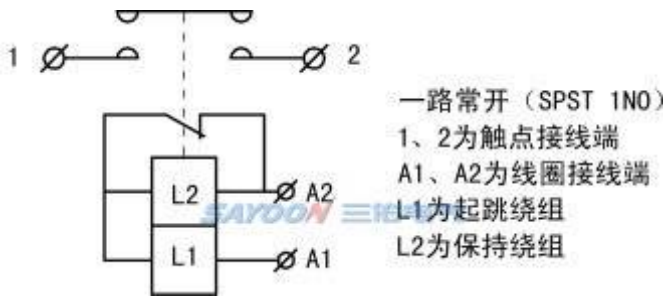 1
2
一路常开（SPST 1NO）
1、2为触点接线端
A1、A2为线圈接线端
L2
A2
SAYOON 三佑
L1为起跳绕组
L1
A1
L2为保持绕组